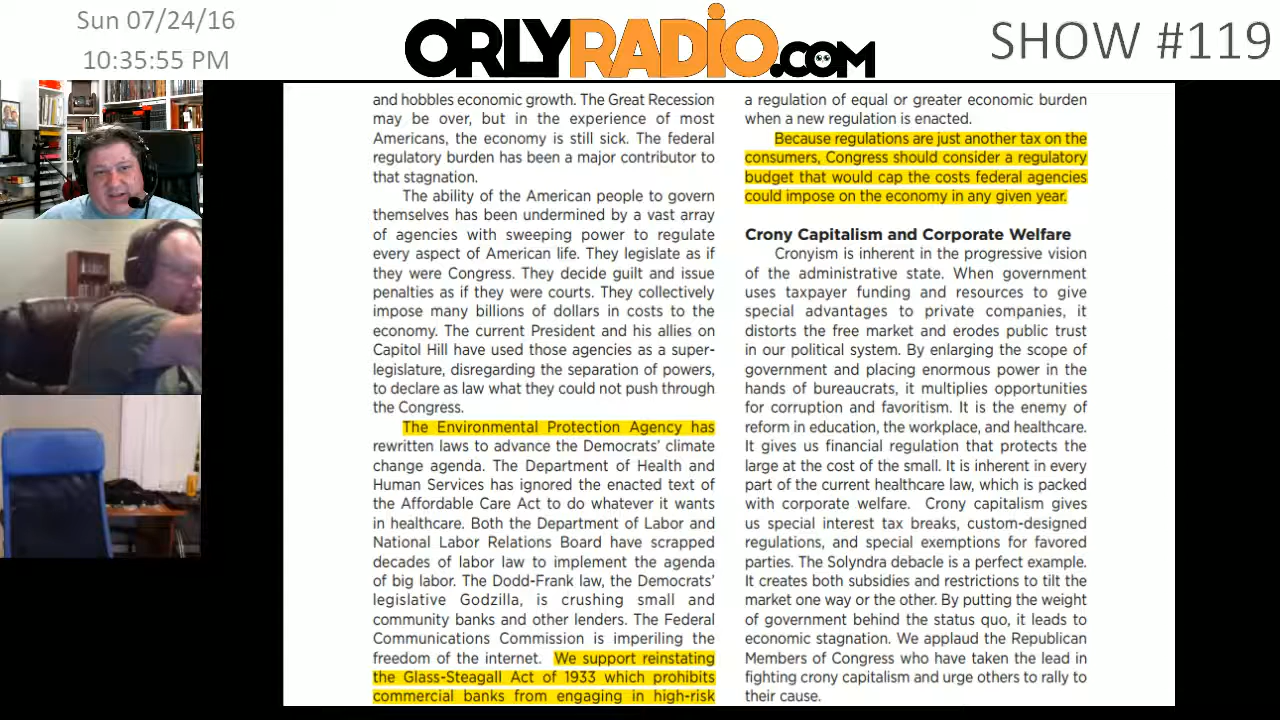 Sun 07/24/16
10:35:55 PM
ORLYRADIO.COM
SHOW #119
and hobbles economic growth. The Great Recession
may be over, but in the experience of most
Americans, the economy is still sick. The federal
regulatory burden has been a major contributor to
that stagnation.
The ability of the American people to govern
themselves has been undermined by a vast array
of agencies with sweeping power to regulate
every aspect of American life. They legislate as if
they were Congress. They decide guilt and issue
penalties as if they were courts. They collectively
impose many billions of dollars in costs to the
economy. The current President and his allies on
Capitol Hill have used those agencies as a super-
legislature, disregarding the separation of powers,
to declare as law what they could not push through
the Congress.
The Environmental Protection Agency has
rewritten laws to advance the Democrats’ climate
change agenda. The Department of Health and
Human Services has ignored the enacted text of
the Affordable Care Act to do whatever it wants
in healthcare. Both the Department of Labor and
National Labor Relations Board have scrapped
decades of labor law to implement the agenda
of big labor. The Dodd-Frank law, the Democrats’
legislative Godzilla, is crushing small and
community banks and other lenders. The Federal
Communications Commission is imperiling the
freedom of the internet. We support reinstating
the Glass-Steagall Act of 1933 which prohibits
commercial banks from engaging in high-risk
a regulation of equal or greater economic burden
when a new regulation is enacted.
Because regulations are just another tax on the
consumers, Congress should consider a regulatory
budget that would cap the costs federal agencies
could impose on the economy in any given year.
Crony Capitalism and Corporate Welfare
Cronyism is inherent in the progressive vision
of the administrative state. When government
uses taxpayer funding and resources to give
special advantages to private companies, it
distorts the free market and erodes public trust
in our political system. By enlarging the scope of
government and placing enormous power in the
hands of bureaucrats, it multiplies opportunities
for corruption and favoritism. It is the enemy of
reform in education, the workplace, and healthcare.
It gives us financial regulation that protects the
large at the cost of the small. It is inherent in every
part of the current healthcare law, which is packed
with corporate welfare. Crony capitalism gives
us special interest tax breaks, custom-designed
regulations, and special exemptions for favored
parties. The Solyndra debacle is a perfect example.
It creates both subsidies and restrictions to tilt the
market one way or the other. By putting the weight
of government behind the status quo, it leads to
economic stagnation. We applaud the Republican
Members of Congress who have taken the lead in
fighting crony capitalism and urge others to rally to
their cause.